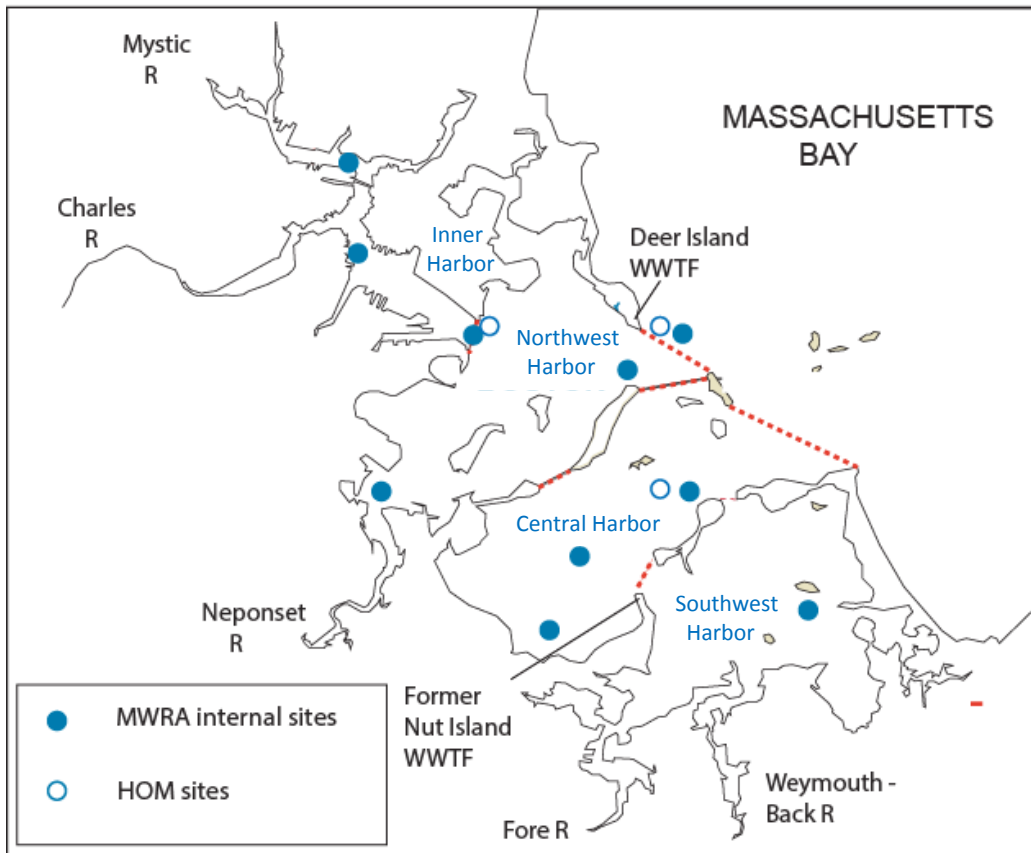 Mystic
R
MASSACHUSETTS
BAY
Charles
R
Inner
Harbor
Deer Island
WWTF
Northwest
Harbor
Central Harbor
Neponset
R
Southwest
Harbor
Former
Nut Island
WWTF
Fore R
Weymouth -
Back R
MWRA internal sites
HOM sites